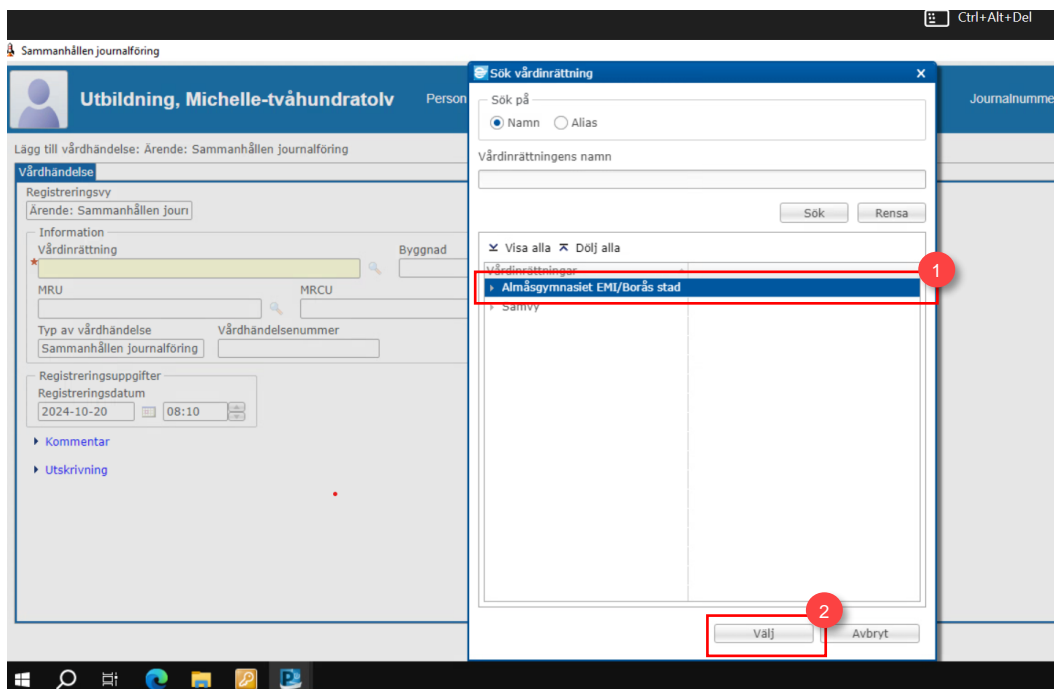 Ctrl+Alt+Del
Sammanhållen journalföring
Utbildning, Michelle-tvåhundratolv
Person
Journalnumme
Lägg till vårdhändelse: Ärende: Sammanhållen journalföring
Vårdhändelse
Registreringsvy
Ärende: Sammanhållen jour
Information
Vårdinrättning
Byggnad
*
MRU
MRCU
Typ av vårdhändelse
Vårdhändelsenummer
Sammanhållen journalföring
Registreringsuppgifter
Registreringsdatum
2024-10-20
08:10
Kommentar
Utskrivning
Sök vårdinrättning
X
Sök på
Namn
Alias
Vårdinrättningens namn
Sök
Rensa
Visa alla
Dölj alla
Vårdinrättningar
1
Almåsgymnasiet EMI/Borås stad
Samvy
2
Välj
Avbryt